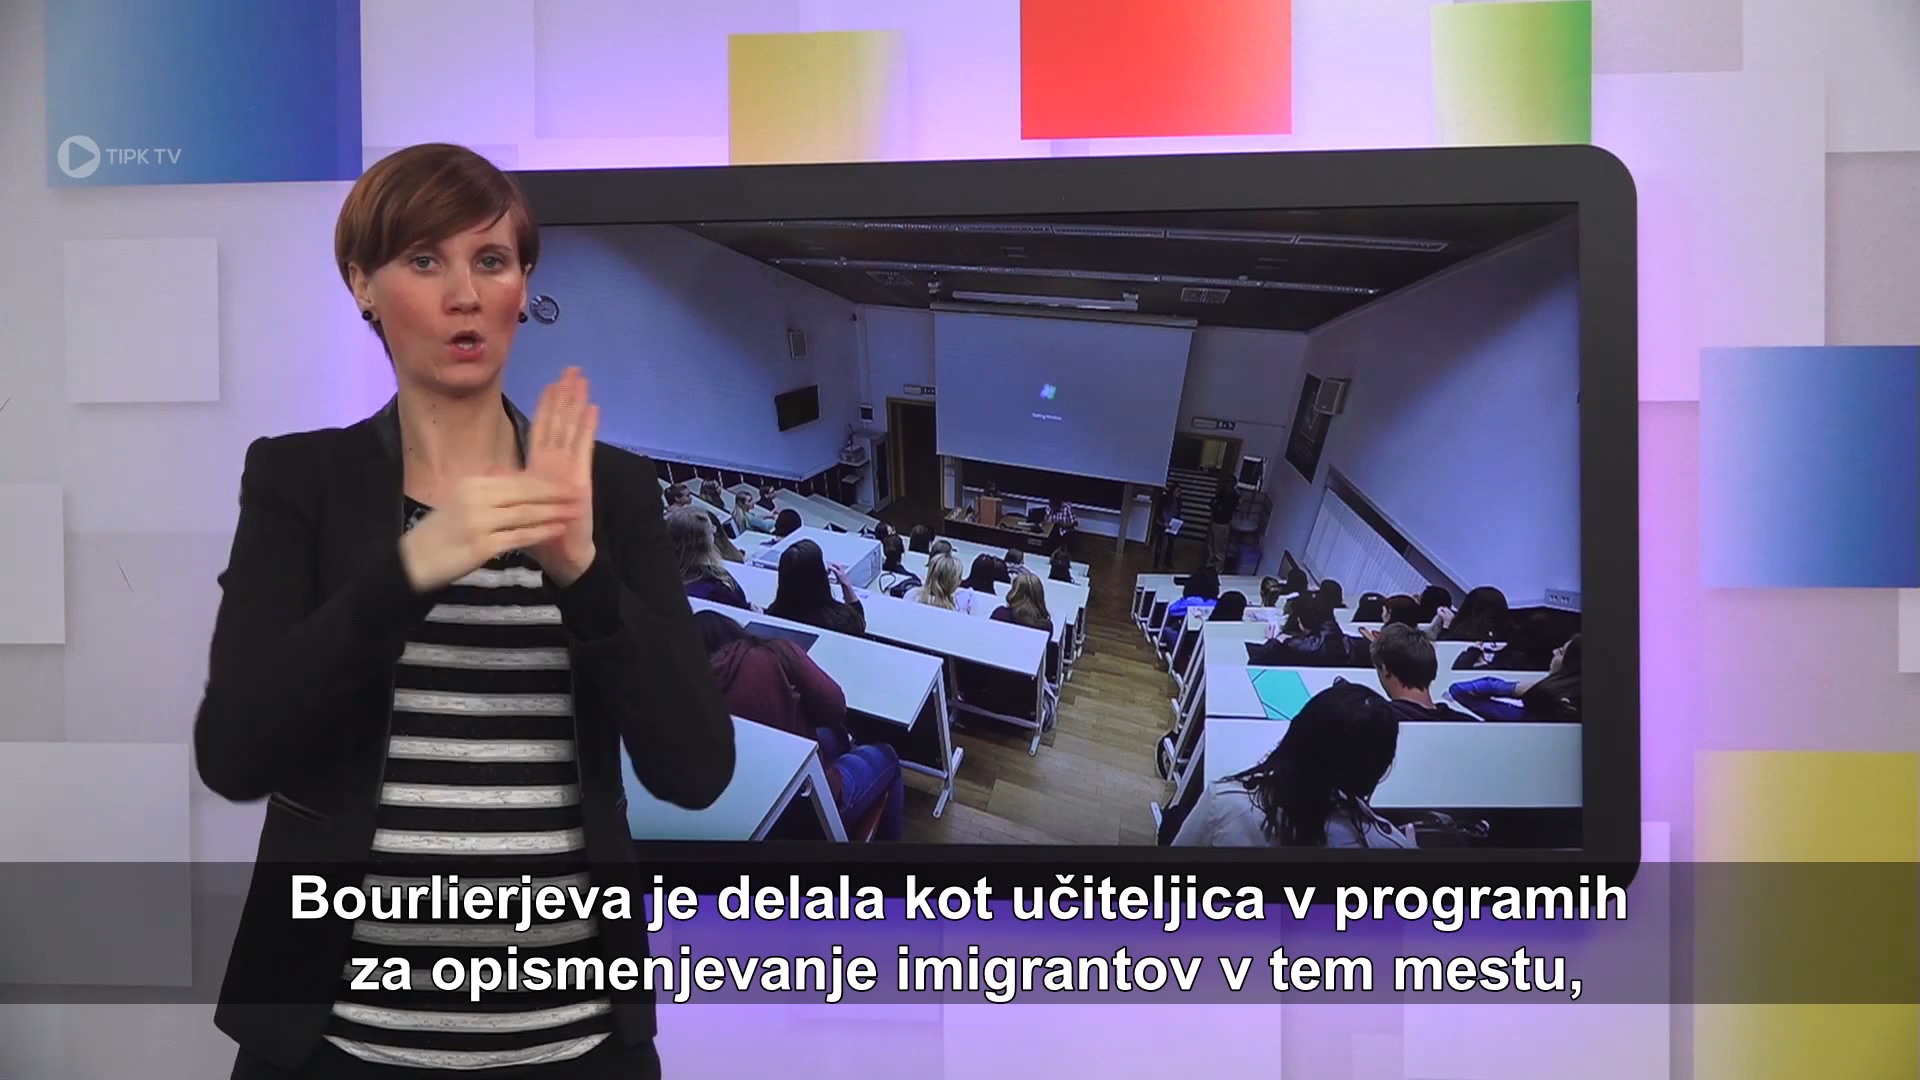 TIPK TV
Bourlierjeva je delala kot učiteljica v programih
za opismenjevanje imigrantov v tem mestu,